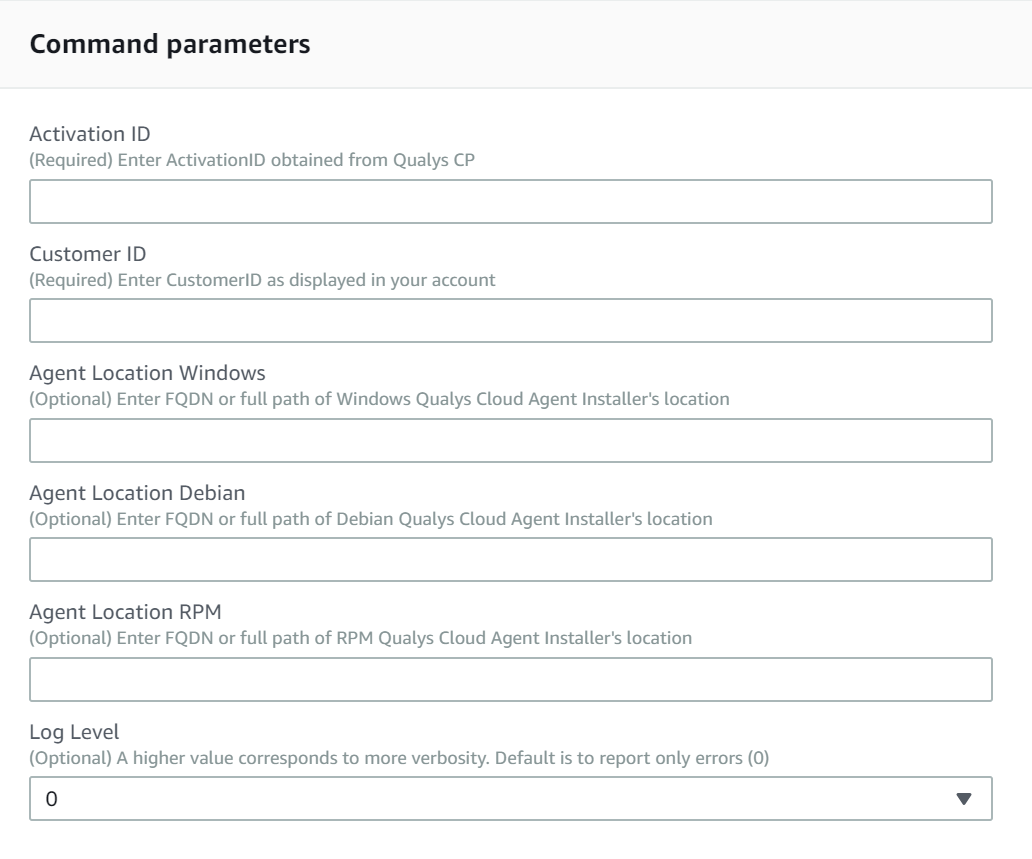 Command parameters
Activation ID
(Required) Enter ActivationID obtained from Qualys CP
Customer ID
(Required) Enter CustomerID as displayed in your account
Agent Location Windows
(Optional) Enter FQDN or full path of Windows Qualys Cloud Agent Installer's location
Agent Location Debian
(Optional) Enter FQDN or full path of Debian Qualys Cloud Agent Installer's location
Agent Location RPM
(Optional) Enter FQDN or full path of RPM Qualys Cloud Agent Installer's location
Log Level
(Optional) A higher value corresponds to more verbosity. Default is to report only errors (0)
0